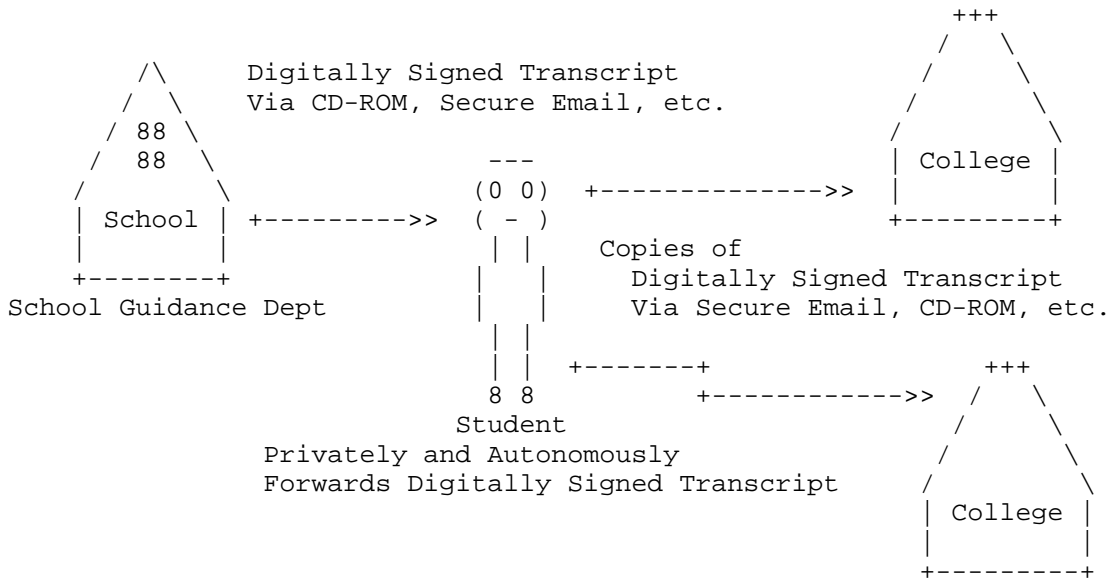 Digitally Signed Transcript
Via CD-ROM, Secure Email, etc.
88
88
School
School Guidance Dept
College
Copies of
Digitally Signed Transcript
Via Secure Email, CD-ROM, etc.
8 8
Student
Privately and Autonomously
Forwards Digitally Signed Transcript
College